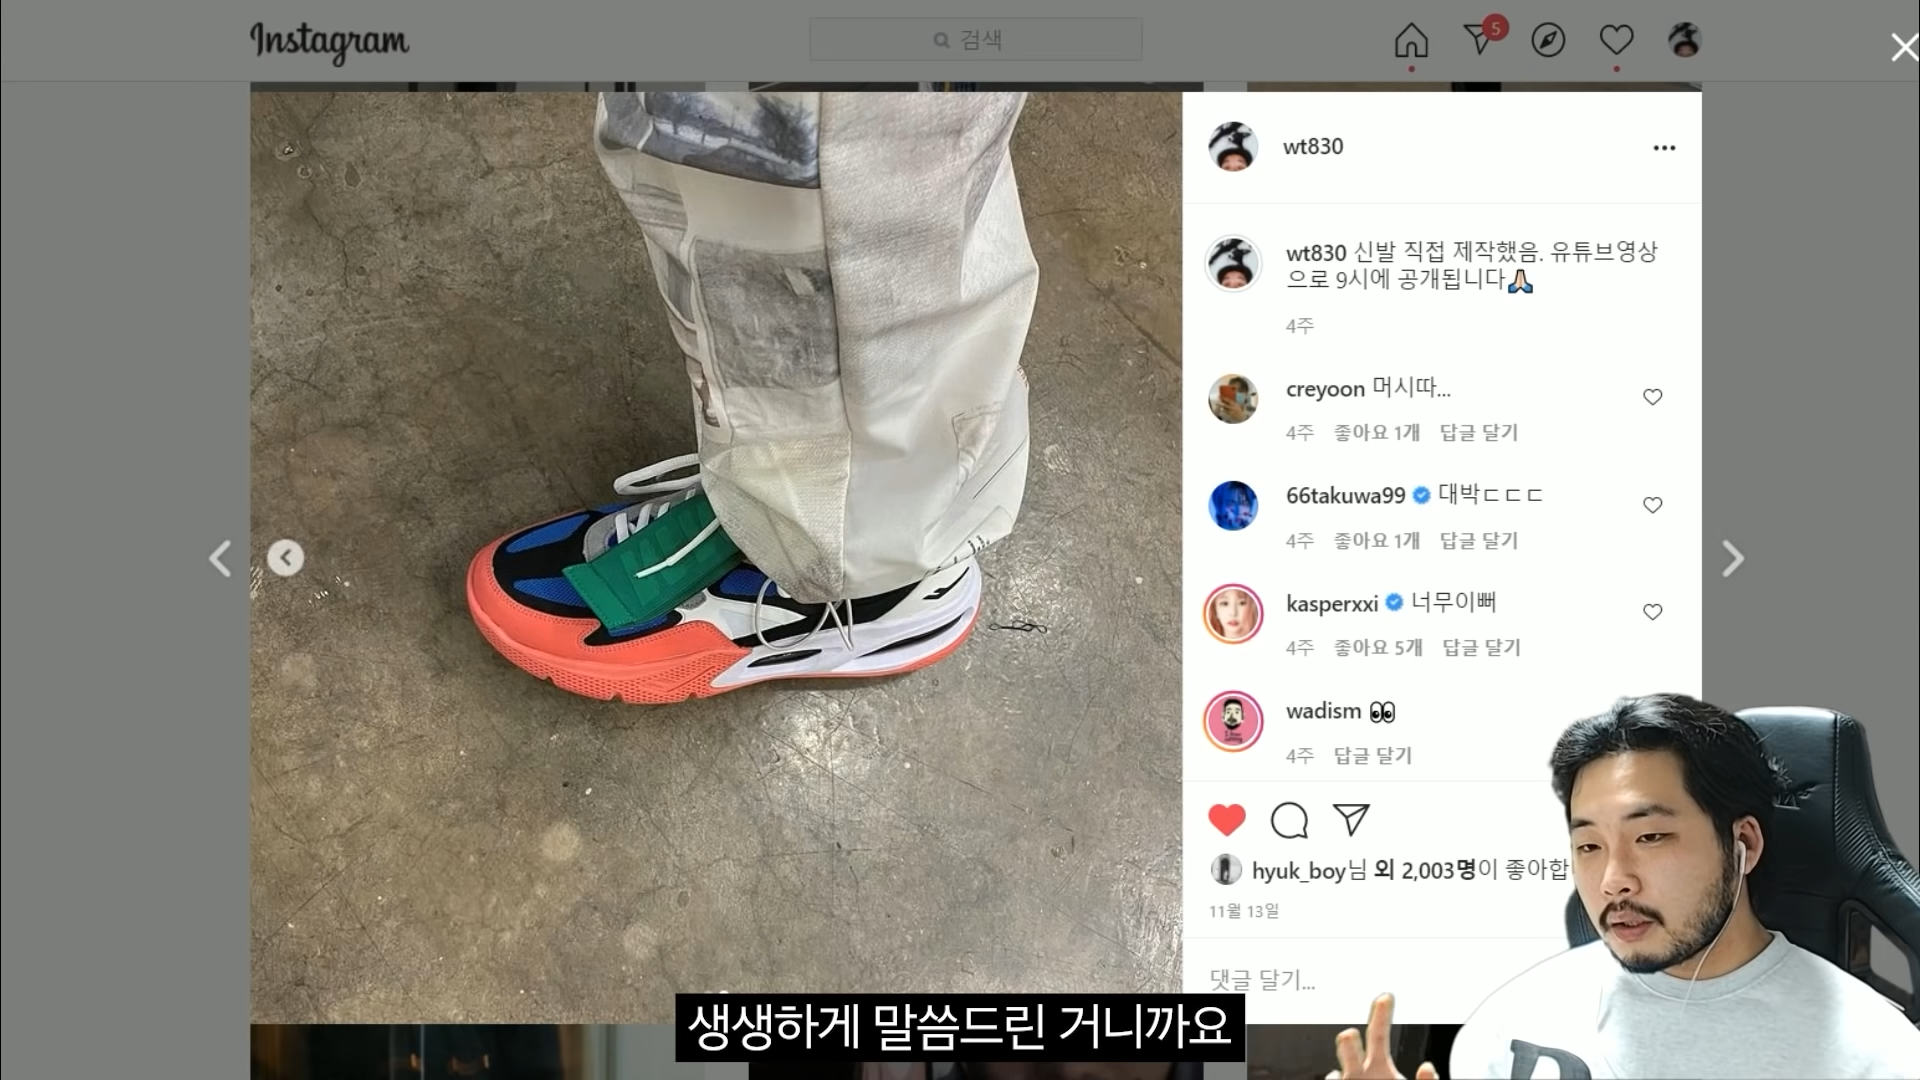 Instagram
검색
5
wt830
wt830 신발 직접 제작했음. 유튜브영상
으로 9시에 공개됩니다🙏🏻
4주
creyoon 머시따...
4주 좋아요 1개 답글 달기
66takuwa99 대박ㄷㄷㄷ
4주 좋아요 1개 답글 달기
kasperxxi 너무이뻐
4주 좋아요 5개 답글 달기
wadism 👀
4주 답글 달기
hyuk_boy님 외 2,003명이 좋아합
11월 13일
댓글 달기...
생생하게 말씀드린 거니까요